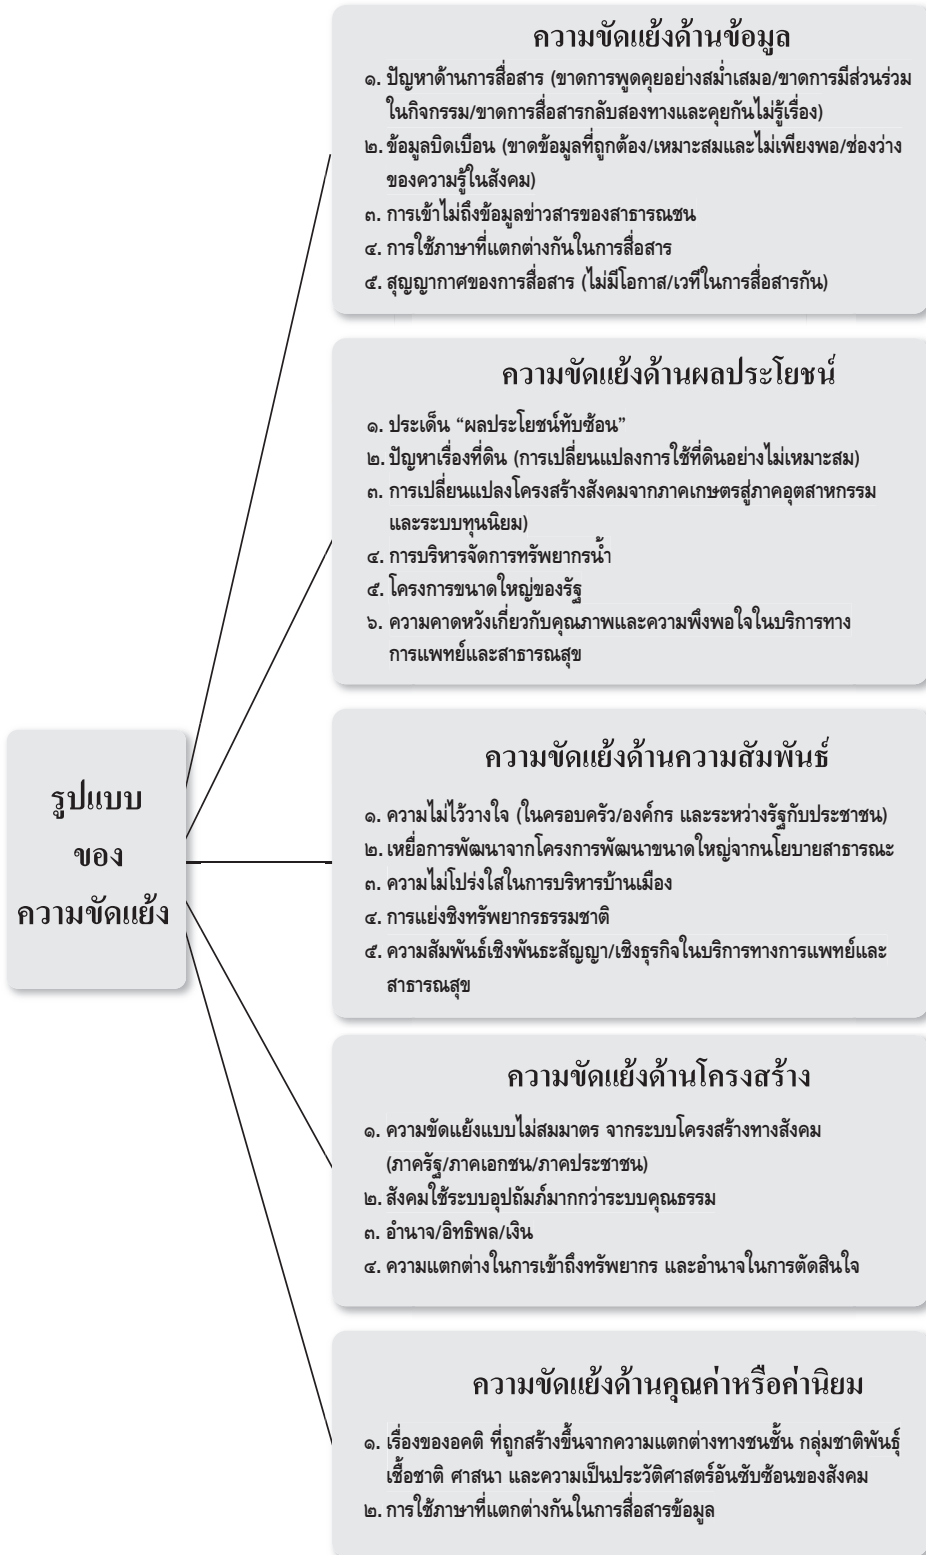 ความขัดแย้งด้านข้อมูล
๑. ปัญหาด้านการสื่อสาร (ขาดการพูดคุยอย่างสม่ำเสมอ/ขาดการมีส่วนร่วม
ในกิจกรรม/ขาดการสื่อสารกลับสองทางและคุยกันไม่รู้เรื่อง)
๒. ข้อมูลบิดเบือน (ขาดข้อมูลที่ถูกต้อง/เหมาะสมและไม่เพียงพอ/ช่องว่าง
ของความรู้ในสังคม)
๓. การเข้าไม่ถึงข้อมูลข่าวสารของสาธารณชน
๔. การใช้ภาษาที่แตกต่างกันในการสื่อสาร
๕. สุญญากาศของการสื่อสาร (ไม่มีโอกาส/เวทีในการสื่อสารกัน)
ความขัดแย้งด้านผลประโยชน์
๑. ประเด็น “ผลประโยชน์ทับซ้อน”
๒. ปัญหาเรื่องที่ดิน (การเปลี่ยนแปลงการใช้ที่ดินอย่างไม่เหมาะสม)
๓. การเปลี่ยนแปลงโครงสร้างสังคมจากภาคเกษตรสู่ภาคอุตสาหกรรม
และระบบทุนนิยม)
๔. การบริหารจัดการทรัพยากรน้ำ
๕. โครงการขนาดใหญ่ของรัฐ
๖. ความคาดหวังเกี่ยวกับคุณภาพและความพึงพอใจในบริการทาง
การแพทย์และสาธารณสุข
รูปแบบ
ของ
ความขัดแย้ง
ความขัดแย้งด้านความสัมพันธ์
๑. ความไม่ไว้วางใจ (ในครอบครัว/องค์กร และระหว่างรัฐกับประชาชน)
๒. เหยื่อการพัฒนาจากโครงการพัฒนาขนาดใหญ่จากนโยบายสาธารณะ
๓. ความไม่โปร่งใสในการบริหารบ้านเมือง
๔. การแย่งชิงทรัพยากรธรรมชาติ
๕. ความสัมพันธ์เชิงพันธะสัญญา/เชิงธุรกิจในบริการทางการแพทย์และ
สาธารณสุข
ความขัดแย้งด้านโครงสร้าง
๑. ความขัดแย้งแบบไม่สมมาตร จากระบบโครงสร้างทางสังคม
(ภาครัฐ/ภาคเอกชน/ภาคประชาชน)
๒. สังคมใช้ระบบอุปถัมภ์มากกว่าระบบคุณธรรม
๓. อำนาจ/อิทธิพล/เงิน
๔. ความแตกต่างในการเข้าถึงทรัพยากร และอำนาจในการตัดสินใจ
ความขัดแย้งด้านคุณค่าหรือค่านิยม
๑. เรื่องของอคติ ที่ถูกสร้างขึ้นจากความแตกต่างทางชนชั้น กลุ่มชาติพันธุ์
เชื้อชาติ ศาสนา และความเป็นประวัติศาสตร์อันซับซ้อนของสังคม
๒. การใช้ภาษาที่แตกต่างกันในการสื่อสารข้อมูล